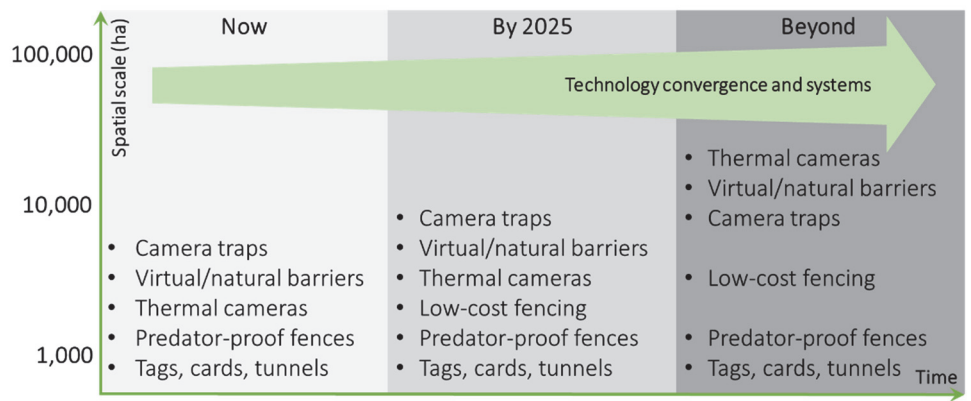 Now
By 2025
Beyond
100,000
Spatial scale (ha)
Technology convergence and systems
10,000
1,000
• Camera traps
• Virtual/natural barriers
• Thermal cameras
• Predator-proof fences
• Tags, cards, tunnels
• Camera traps
• Virtual/natural barriers
• Thermal cameras
• Low-cost fencing
• Predator-proof fences
• Tags, cards, tunnels
• Thermal cameras
• Virtual/natural barriers
• Camera traps
• Low-cost fencing
• Predator-proof fences
• Tags, cards, tunnels
Time